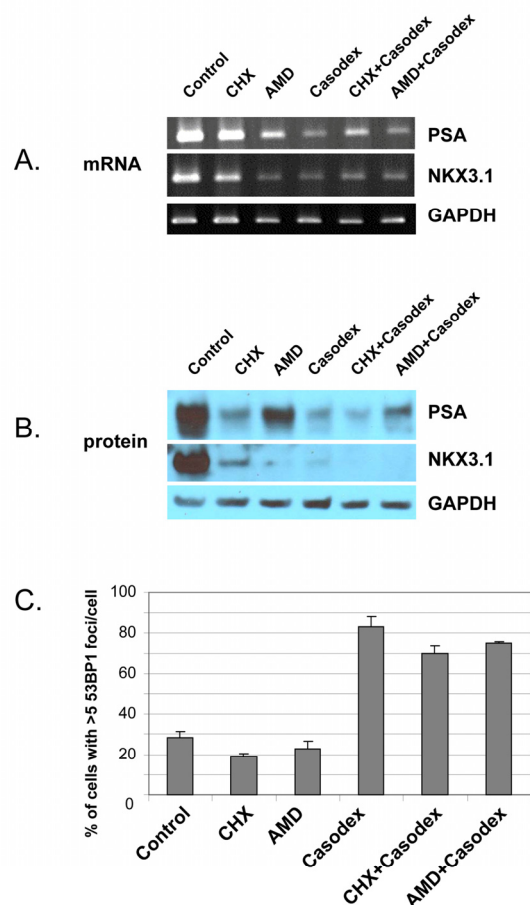 A.
mRNA
Control
CHX
AMD
Casodex
CHX+Casodex
AMD+Casodex
PSA
NKX3.1
GAPDH
B.
protein
Control
CHX
AMD
Casodex
CHX+Casodex
AMD+Casodex
PSA
NKX3.1
GAPDH
C.
% of cells with >5 53BP1 foci/cell
100
80
60
40
20
0
Control
CHX
AMD
Casodex
CHX+Casodex
AMD+Casodex